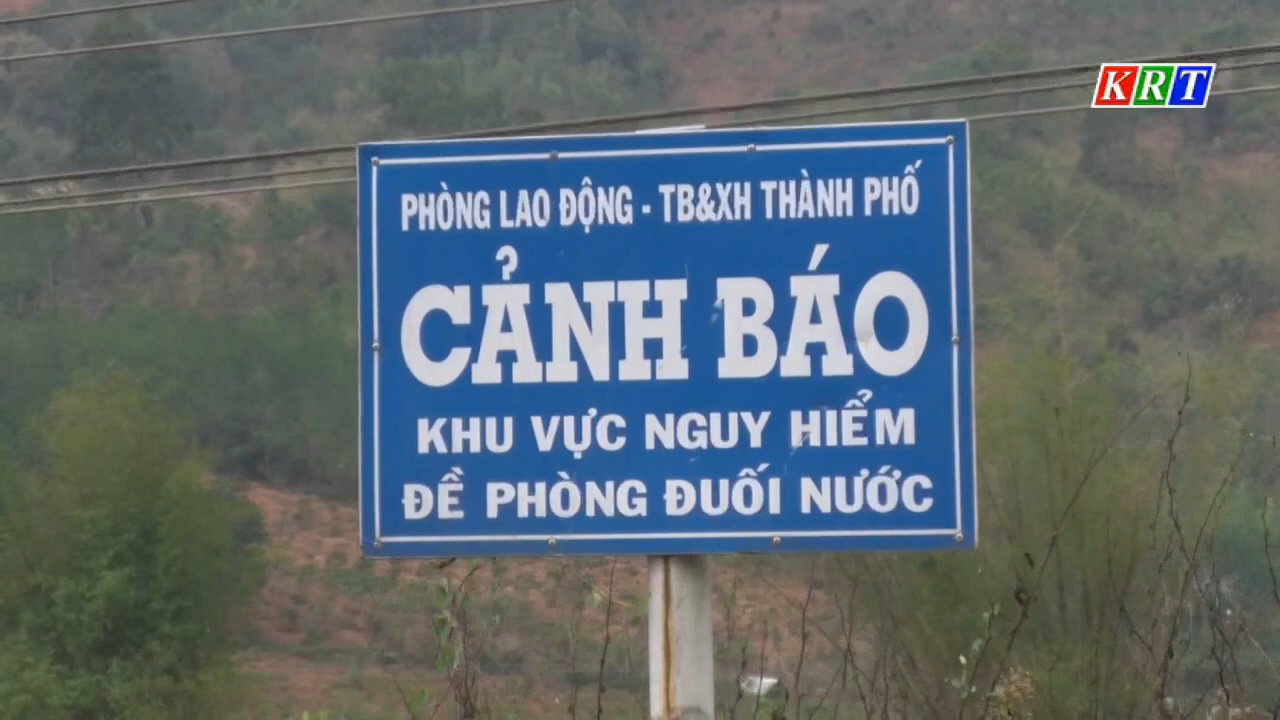 KRT
PHÒNG LAO ĐỘNG - TB&XH THÀNH PHỐ
CẢNH BÁO
KHU VỰC NGUY HIỂM
ĐỀ PHÒNG ĐUỐI NƯỚC